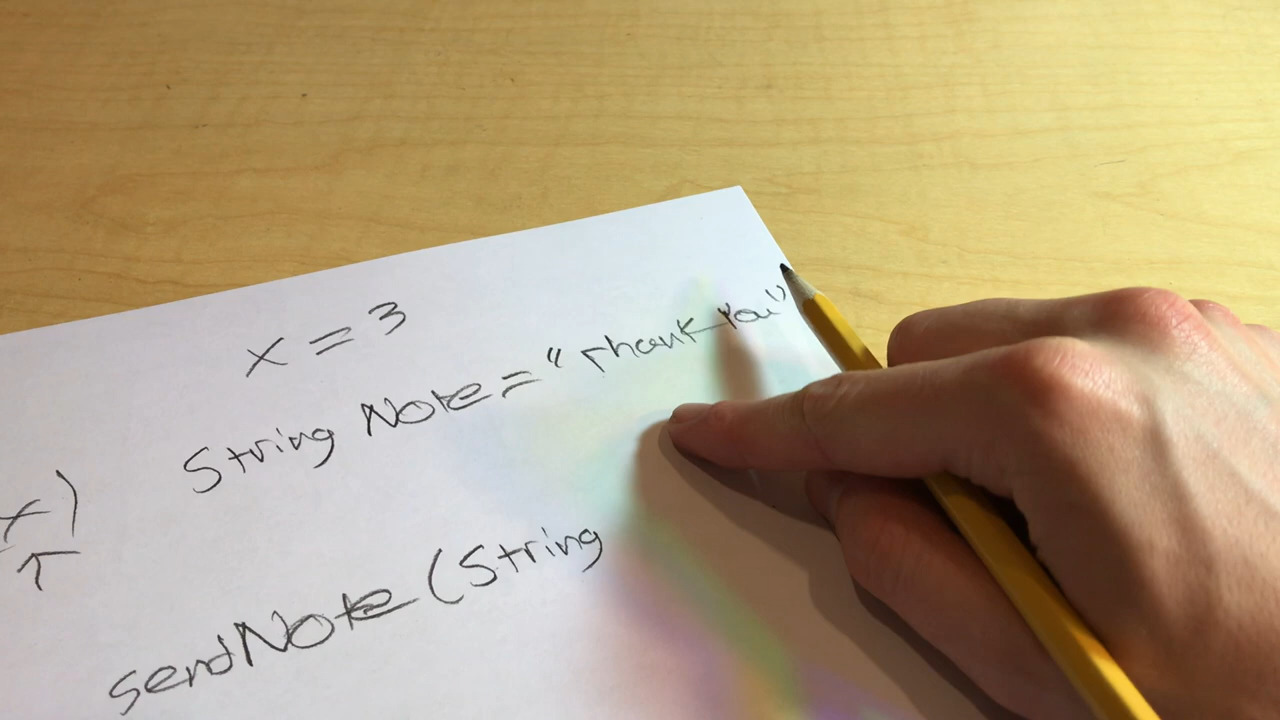 x = 3
String Note = "Thank You"
x)
sendNote (String